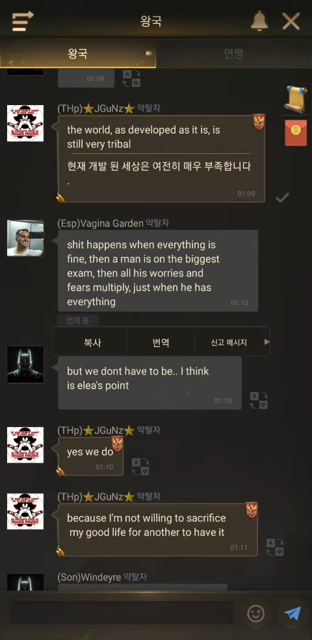 왕국
왕국
연맹
01:09
(THp)⭐JGuNz⭐ 약탈자
the world, as developed as it is, is
still very tribal
현재 개발 된 세상은 여전히 매우 부족합니다
.
01:09
(Esp)Vagina Garden 약탈자
shit happens when everything is
fine, then a man is on the biggest
exam, then all his worries and
fears multiply, just when he has
everything
01:10
번역 중
복사
번역
신고 메시지
but we dont have to be.. I think
is elea's point
01:10
(THp)⭐JGuNz⭐ 약탈자
yes we do
01:10
(THp)⭐JGuNz⭐ 약탈자
because I'm not willing to sacrifice
my good life for another to have it
01:11
(Son)Windeyre 약탈자